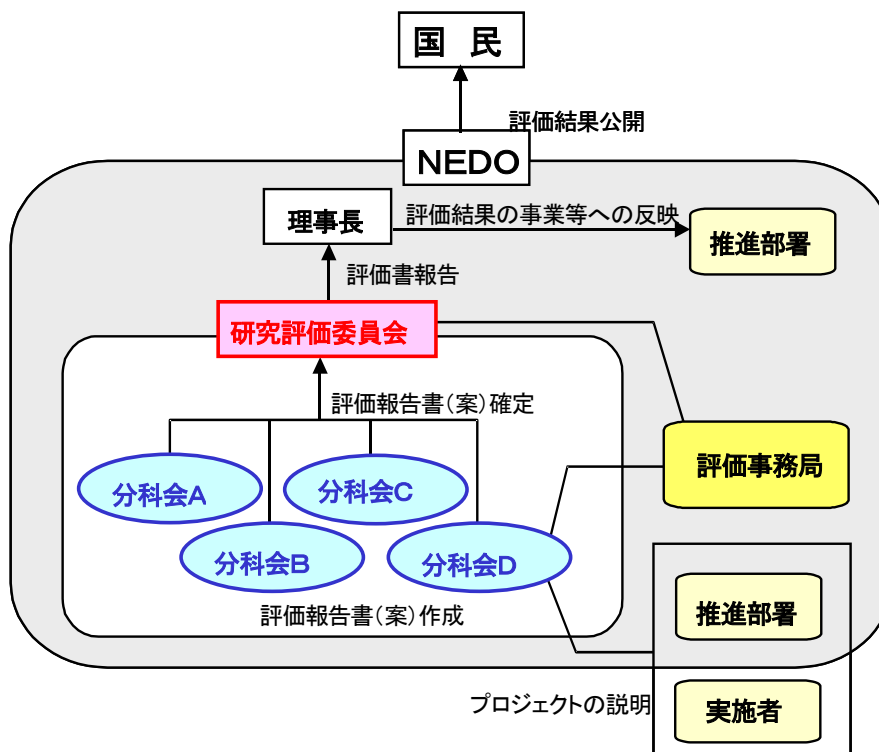 国 民
評価結果公開
NEDO
理事長
評価結果の事業等への反映
推進部署
評価書報告
研究評価委員会
評価報告書(案)確定
評価事務局
分科会A
分科会C
分科会B
分科会D
評価報告書(案)作成
推進部署
プロジェクトの説明
実施者